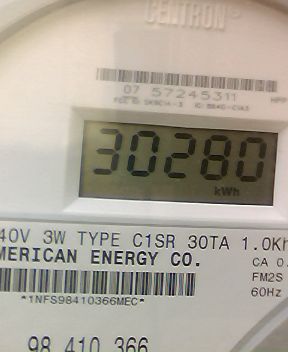 CENTRON®
07 57245311
30280
kWh
40V 3W TYPE C1SR 30TA 1.0Kh
MERICAN ENERGY CO.
CA 0.
FM2S
*1NFS98410366MEC*
60Hz
98 410 366